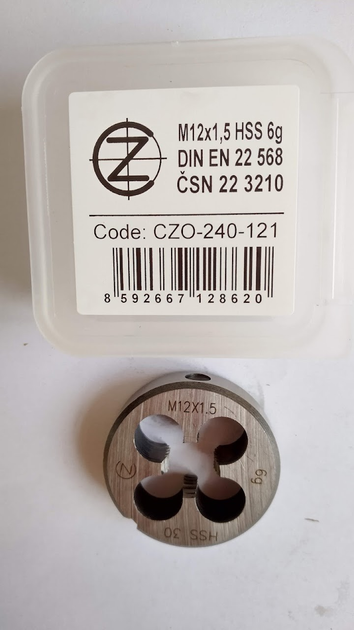 Z
M12x1,5 HSS 6g
DIN EN 22 568
ČSN 22 3210
Code: CZO-240-121
8 592667 128620
M12X1,5
6g
HSS 30
Z